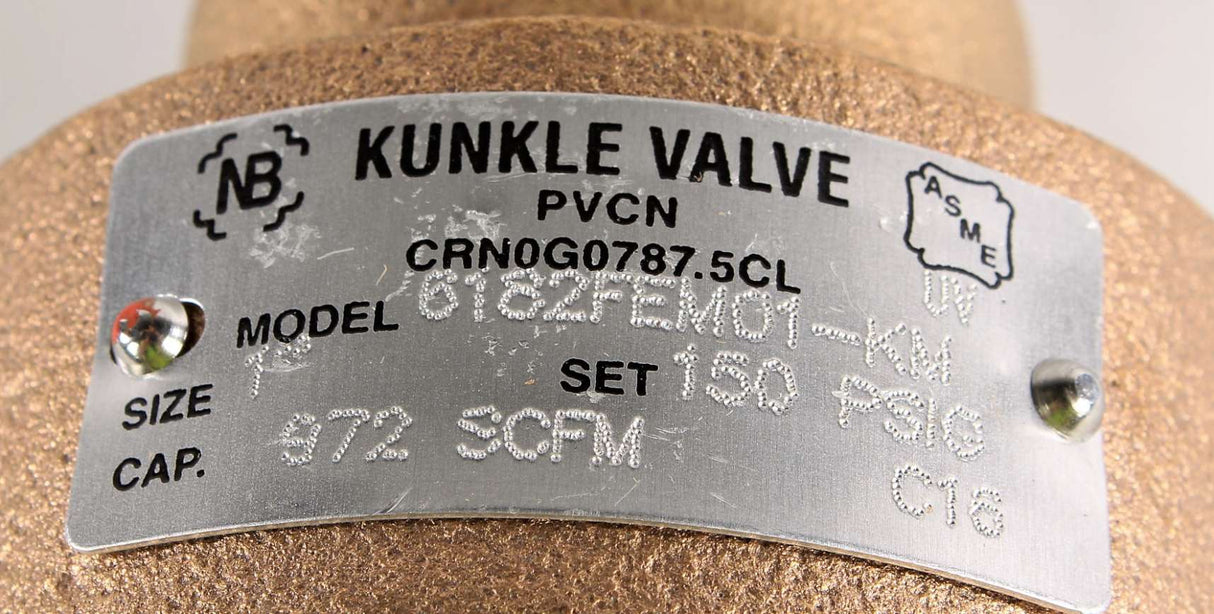 NB KUNKLE VALVE ASME
PVCN
CRN0G0787.5CL UV
MODEL 6182FEM01-KM
SIZE 1" SET 150 PSIG
CAP. 972 SCFM C16